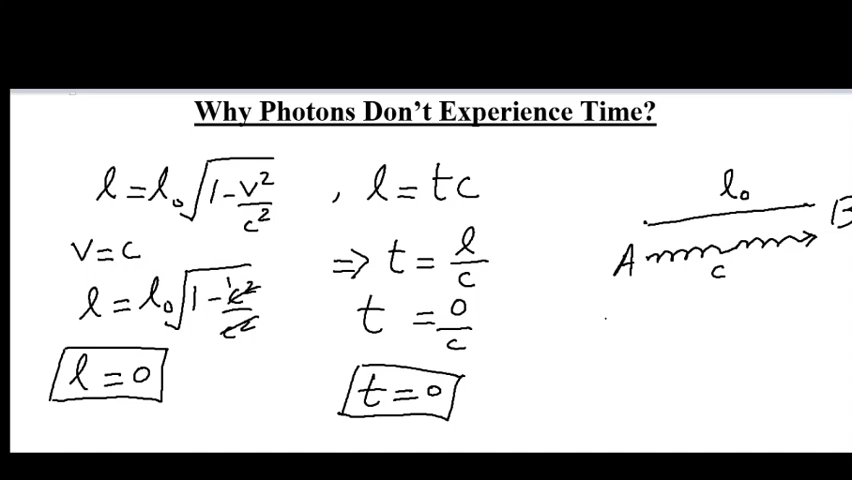 Why Photons Don't Experience Time?
l = l₀ √(1 - v²/c²) , l = tc
v = c
⇒ t = l/c
l = l₀ √(1 - c²/c²)
t = 0/c
l = 0
t = 0
l₀
A
B
c